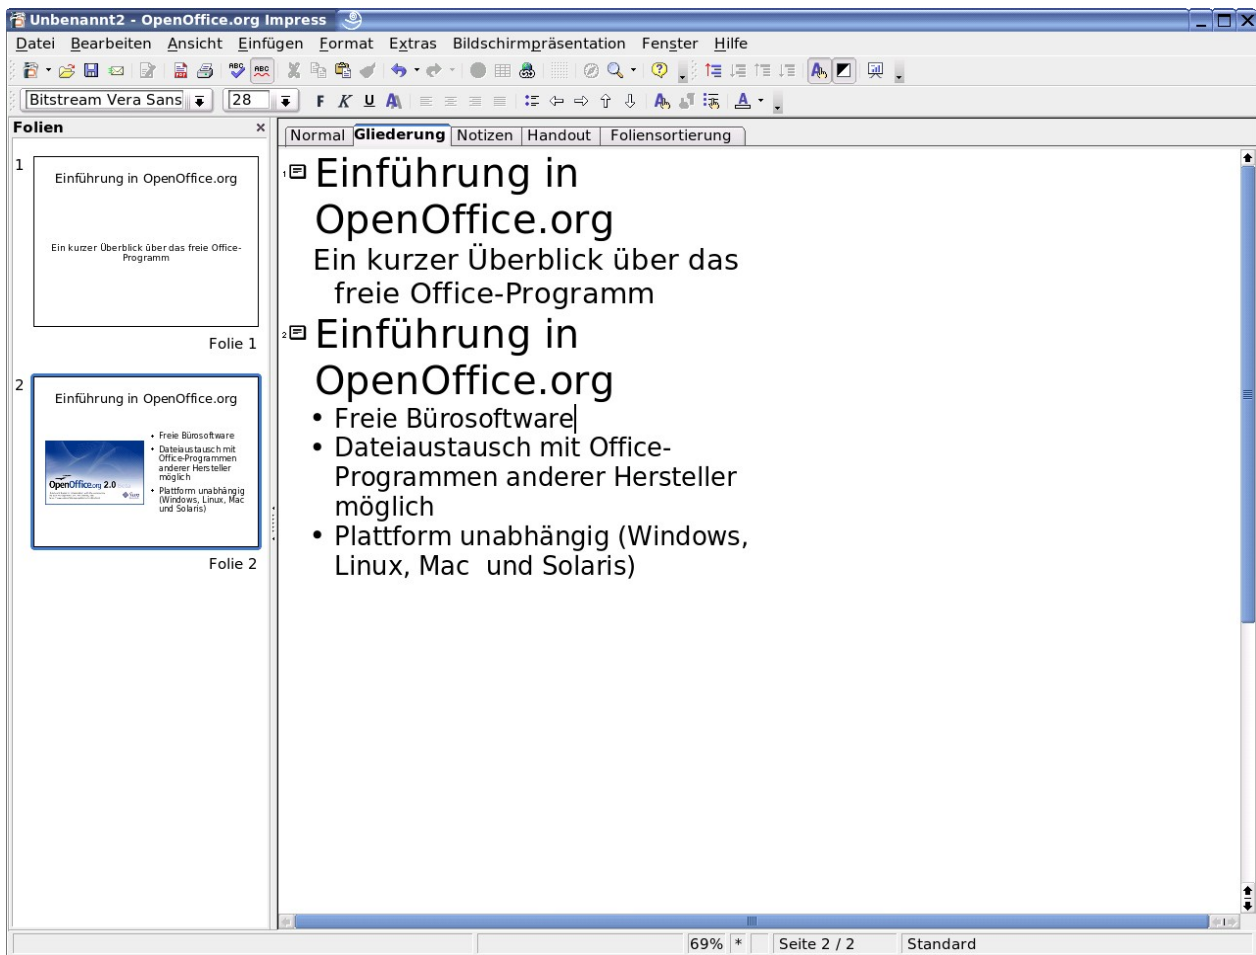 Unbenannt2 - OpenOffice.org Impress
Datei Bearbeiten Ansicht Einfügen Format Extras Bildschirmpräsentation Fenster Hilfe
Bitstream Vera Sans 28 F K U A
Folien
Normal Gliederung Notizen Handout Foliensortierung
1
Einführung in OpenOffice.org
Ein kurzer Überblick über das freie Office-
Programm
Folie 1
2
Einführung in OpenOffice.org
• Freie Bürosoftware
• Dateiaustausch mit
Office-Programmen
anderer Hersteller
möglich
• Plattform unabhängig
(Windows, Linux, Mac
und Solaris)
OpenOffice.org 2.0
Folie 2
1
Einführung in
OpenOffice.org
Ein kurzer Überblick über das
freie Office-Programm
2
Einführung in
OpenOffice.org
• Freie Bürosoftware
• Dateiaustausch mit Office-
Programmen anderer Hersteller
möglich
• Plattform unabhängig (Windows,
Linux, Mac  und Solaris)
69% * Seite 2 / 2 Standard